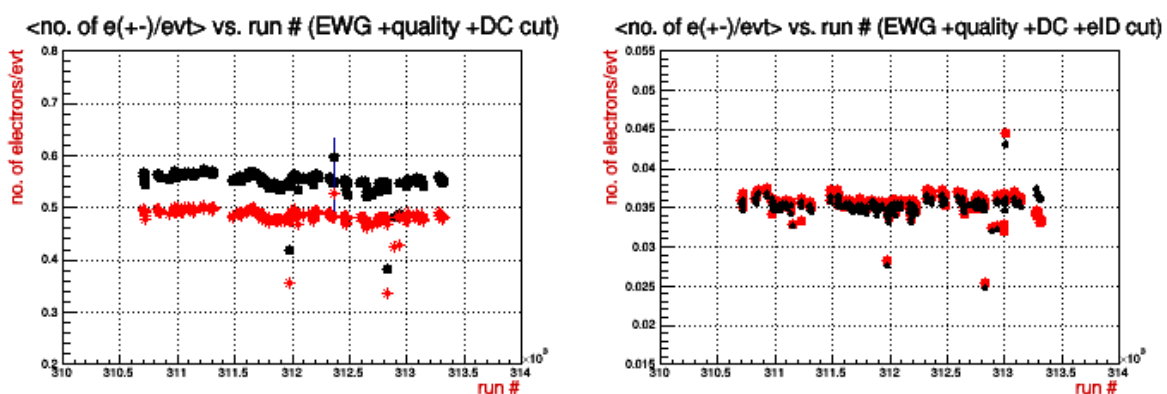 <no. of e(+-)/evt> vs. run # (EWG +quality +DC cut)
no. of electrons/evt
0.8
0.7
0.6
0.5
0.4
0.3
0.2
310 310.5 311 311.5 312 312.5 313 313.5 314
×10³
run #
<no. of e(+-)/evt> vs. run # (EWG +quality +DC +eID cut)
no. of electrons/evt
0.055
0.05
0.045
0.04
0.035
0.03
0.025
0.02
0.015
310 310.5 311 311.5 312 312.5 313 313.5 314
×10³
run #